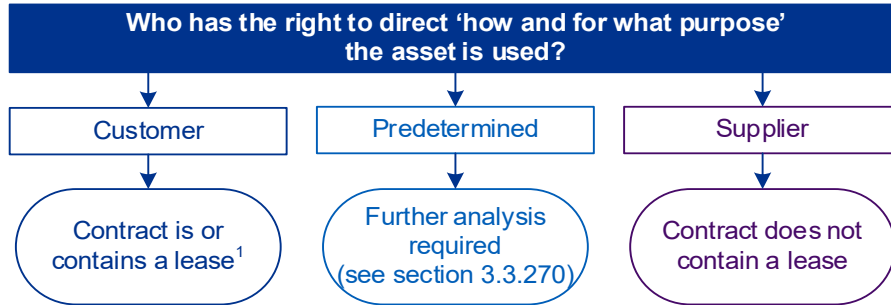 Who has the right to direct ‘how and for what purpose’
the asset is used?
Customer
Predetermined
Supplier
Contract is or
contains a lease¹
Further analysis
required
(see section 3.3.270)
Contract does not
contain a lease